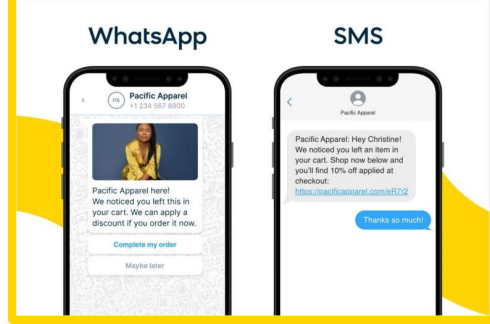 WhatsApp
SMS
PA
Pacific Apparel
+1 234 567 8900
Pacific Apparel here!
We noticed you left this in
your cart. We can apply a
discount if you order it now.
Complete my order
Maybe later
Pacific Apparel
Pacific Apparel: Hey Christine!
We noticed you left an item in
your cart. Shop now below and
you'll find 10% off applied at
checkout:
https://pacificapparel.com/eR7r2
Thanks so much!